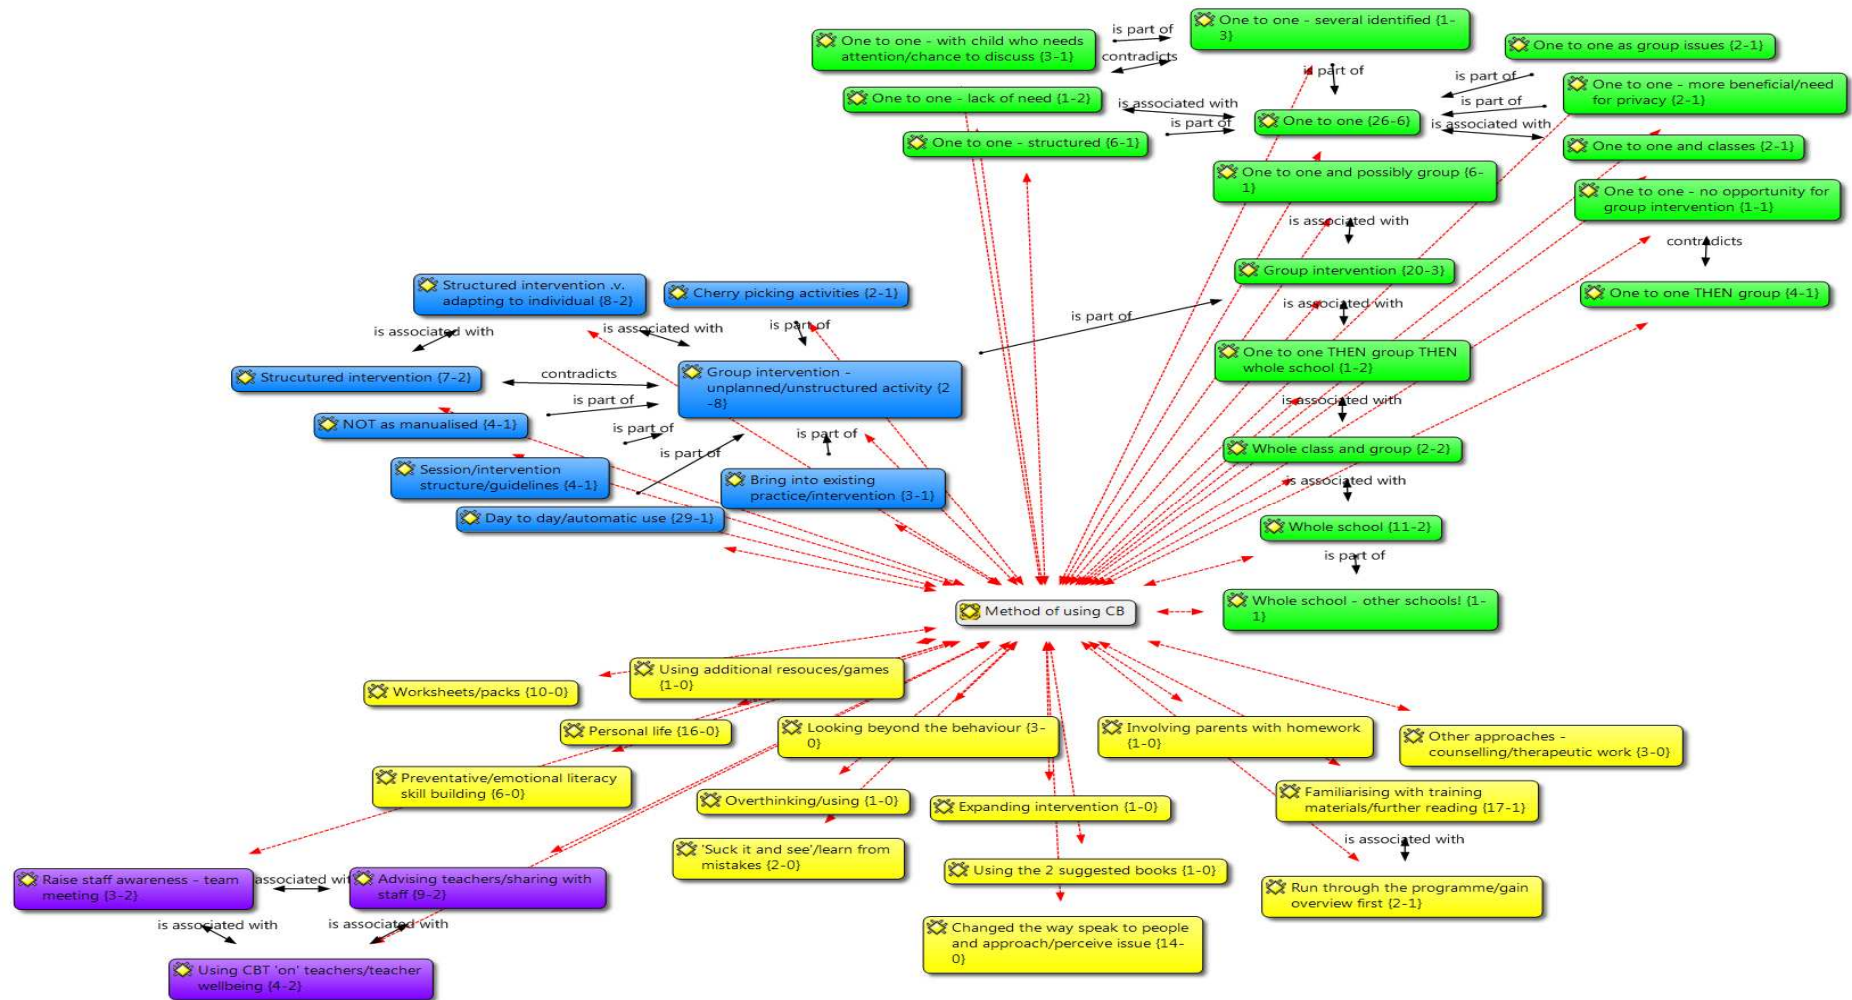 One to one - several identified {1-
3}
is part of
One to one - with child who needs
attention/chance to discuss {3-1}
contradicts
One to one as group issues {2-1}
is part of
is part of
One to one - more beneficial/need
for privacy {2-1}
One to one - lack of need {1-2}
is associated with
is part of
One to one {26-6}
is part of
is associated with
One to one - structured {6-1}
One to one and classes {2-1}
One to one and possibly group {6-
1}
One to one - no opportunity for
group intervention {1-1}
is associated with
contradicts
Group intervention {20-3}
One to one THEN group {4-1}
is associated with
is part of
Structured intervention .v.
adapting to individual {8-2}
Cherry picking activities {2-1}
is associated with
is associated with
is part of
One to one THEN group THEN
whole school {1-2}
Strucutured intervention {7-2}
contradicts
Group intervention -
unplanned/unstructured activity {2
-8}
is part of
is associated with
NOT as manualised {4-1}
is part of
is part of
is part of
Whole class and group {2-2}
is associated with
Session/intervention
structure/guidelines {4-1}
Bring into existing
practice/intervention {3-1}
Day to day/automatic use {29-1}
Whole school {11-2}
is part of
Method of using CB
Whole school - other schools! {1-
1}
Using additional resouces/games
{1-0}
Worksheets/packs {10-0}
Personal life {16-0}
Looking beyond the behaviour {3-
0}
Involving parents with homework
{1-0}
Other approaches -
counselling/therapeutic work {3-0}
Preventative/emotional literacy
skill building {6-0}
Overthinking/using {1-0}
Expanding intervention {1-0}
Familiarising with training
materials/further reading {17-1}
is associated with
'Suck it and see'/learn from
mistakes {2-0}
Using the 2 suggested books {1-0}
Run through the programme/gain
overview first {2-1}
Raise staff awareness - team
meeting {3-2}
associated wit
Advising teachers/sharing with
staff {9-2}
is associated with
is associated with
Changed the way speak to people
and approach/perceive issue {14-
0}
Using CBT 'on' teachers/teacher
wellbeing {4-2}